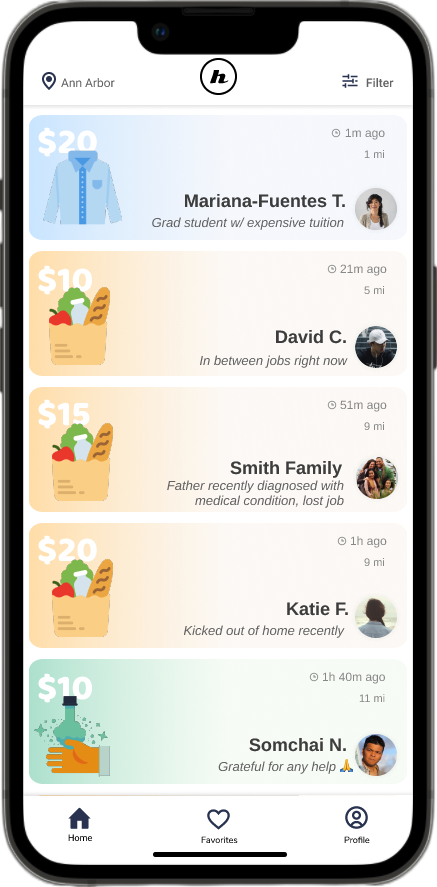 Ann Arbor
h
Filter
$20
1m ago
1 mi
Mariana-Fuentes T.
Grad student w/ expensive tuition
$10
21m ago
5 mi
David C.
In between jobs right now
$15
51m ago
9 mi
Smith Family
Father recently diagnosed with
medical condition, lost job
$20
1h ago
9 mi
Katie F.
Kicked out of home recently
$10
1h 40m ago
11 mi
Somchai N.
Grateful for any help 🙏
Home
Favorites
Profile